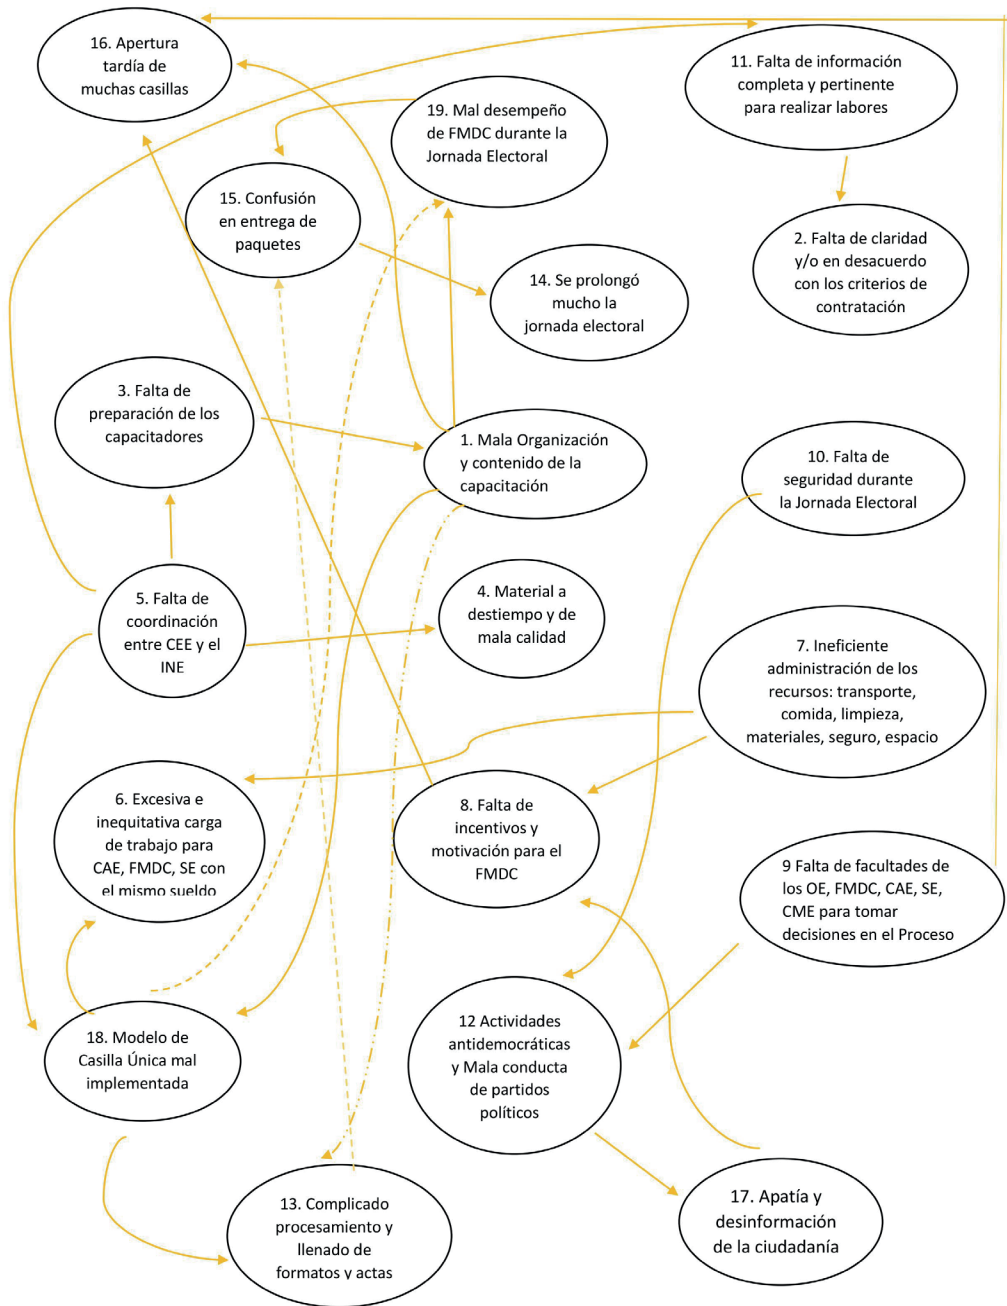 16. Apertura
tardía de
muchas casillas
11. Falta de información
completa y pertinente
para realizar labores
19. Mal desempeño
de FMDC durante la
Jornada Electoral
15. Confusión
en entrega de
paquetes
2. Falta de claridad
y/o en desacuerdo
con los criterios de
contratación
14. Se prolongó
mucho la
jornada electoral
3. Falta de
preparación de los
capacitadores
1. Mala Organización
y contenido de la
capacitación
10. Falta de
seguridad durante
la Jornada Electoral
5. Falta de
coordinación
entre CEE y el
INE
4. Material a
destiempo y de
mala calidad
7. Ineficiente
administración de los
recursos: transporte,
comida, limpieza,
materiales, seguro, espacio
6. Excesiva e
inequitativa carga
de trabajo para
CAE, FMDC, SE con
el mismo sueldo
8. Falta de
incentivos y
motivación para el
FMDC
9 Falta de facultades de
los OE, FMDC, CAE, SE,
CME para tomar
decisiones en el Proceso
18. Modelo de
Casilla Única mal
implementada
12 Actividades
antidemocráticas
y Mala conducta
de partidos
políticos
13. Complicado
procesamiento y
llenado de
formatos y actas
17. Apatía y
desinformación
de la ciudadanía